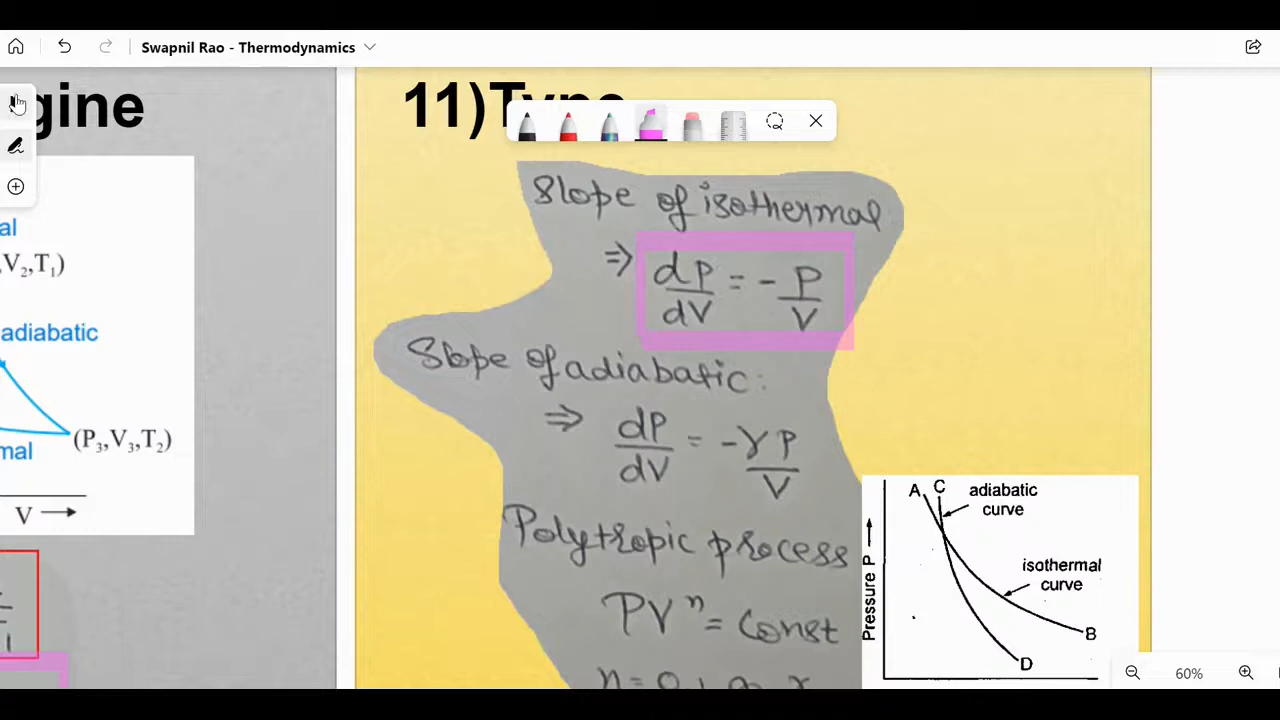 Swapnil Rao - Thermodynamics
gine
11)Type
al
V₂,T₁)
adiabatic
(P₃,V₃,T₂)
mal
V →
Slope of isothermal
⇒ dP/dV = - P/V
Slope of adiabatic :
⇒ dP/dV = -γP/V
Polytropic process
PVⁿ = Const
A C adiabatic
curve
isothermal
curve
Pressure P →
B
D
60%